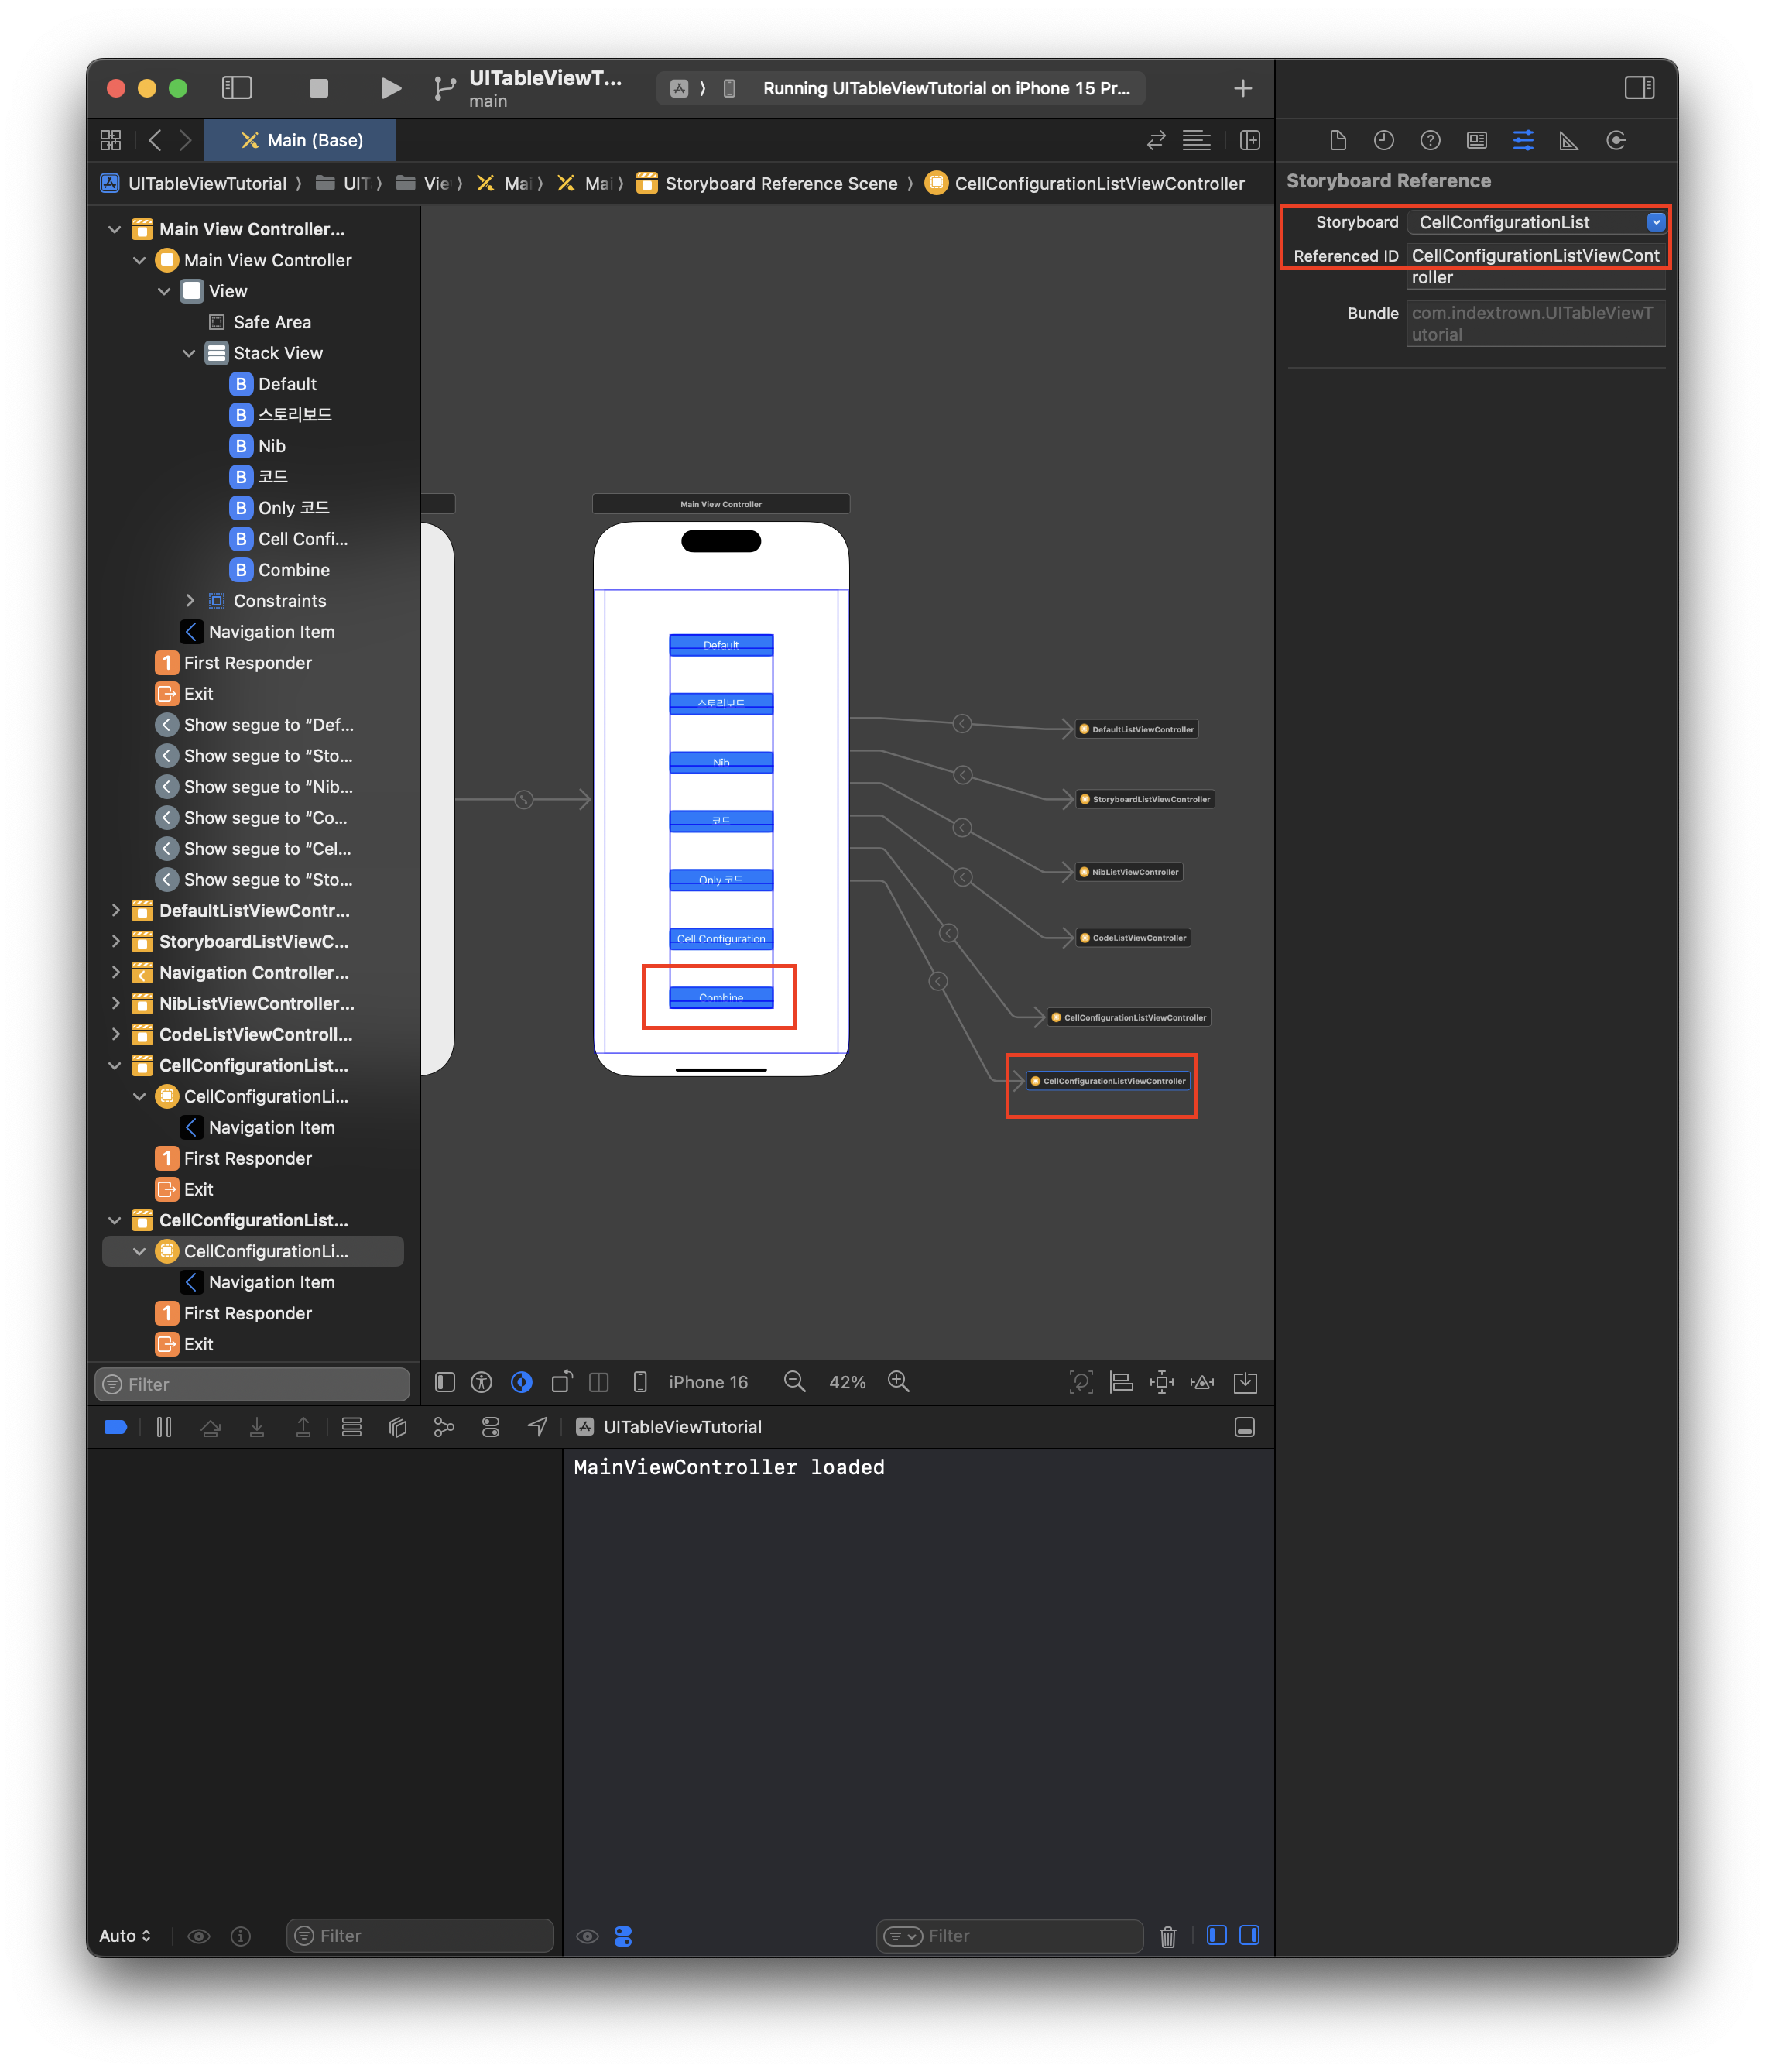 UITableViewT...
main
Running UITableViewTutorial on iPhone 15 Pr...
Main (Base)
UITableViewTutorial
UIT
Vie
Mai
Mai
Storyboard Reference Scene
CellConfigurationListViewController
Main View Controller...
Main View Controller
View
Safe Area
Stack View
B Default
B 스토리보드
B Nib
B 코드
B Only 코드
B Cell Confi...
B Combine
Constraints
Navigation Item
1 First Responder
Exit
Show segue to “Def...
Show segue to “Sto...
Show segue to “Nib...
Show segue to “Co...
Show segue to “Cel...
Show segue to “Sto...
DefaultListViewContr...
StoryboardListViewC...
Navigation Controller...
NibListViewController...
CodeListViewControll...
CellConfigurationList...
CellConfigurationLi...
Navigation Item
1 First Responder
Exit
CellConfigurationList...
CellConfigurationLi...
Navigation Item
1 First Responder
Exit
Filter
Main View Controller
Default
스토리보드
Nib
코드
Only 코드
Cell Configuration
Combine
DefaultListViewController
StoryboardListViewController
NibListViewController
CodeListViewController
CellConfigurationListViewController
CellConfigurationListViewController
iPhone 16
42%
Storyboard Reference
Storyboard CellConfigurationList
Referenced ID CellConfigurationListViewCont
roller
Bundle com.indextrown.UITableViewT
utorial
UITableViewTutorial
MainViewController loaded
Auto
Filter
Filter